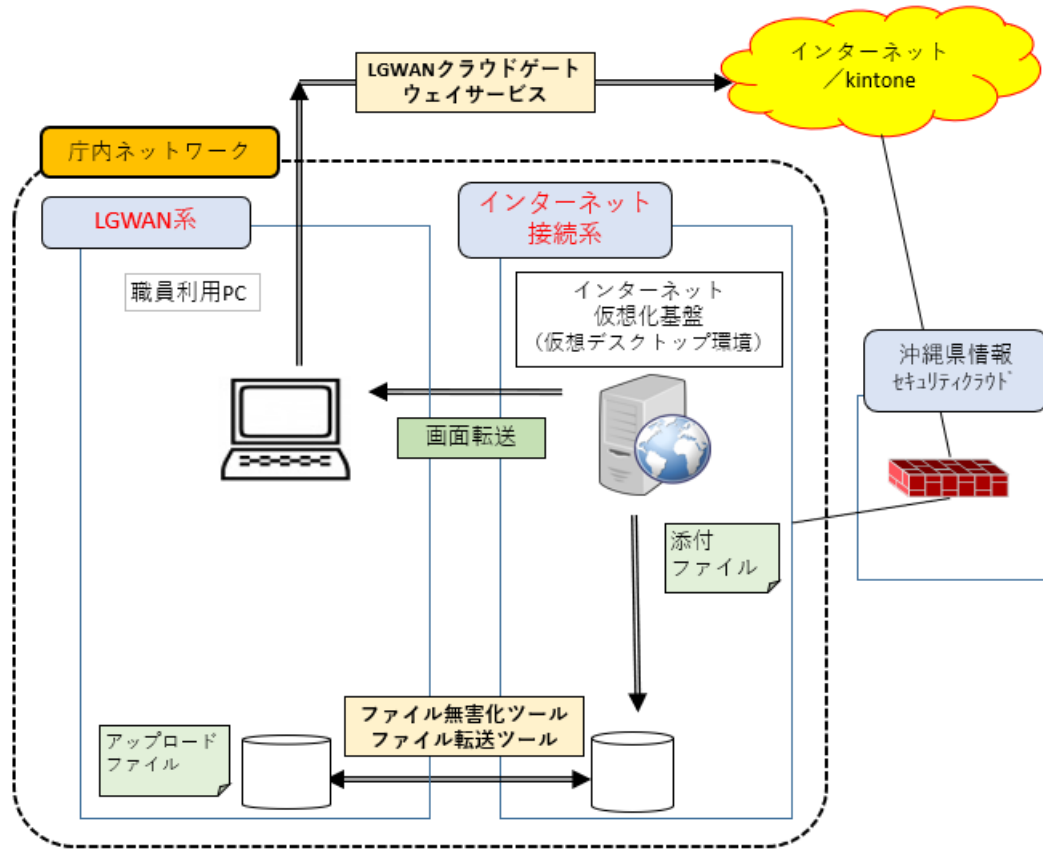 LGWANクラウドゲート
ウェイサービス
インターネット
／kintone
庁内ネットワーク
LGWAN系
インターネット
接続系
職員利用PC
インターネット
仮想化基盤
（仮想デスクトップ環境）
沖縄県情報
ｾｷｭﾘﾃｨｸﾗｳﾄﾞ
画面転送
添付
ファイル
ファイル無害化ツール
ファイル転送ツール
アップロード
ファイル